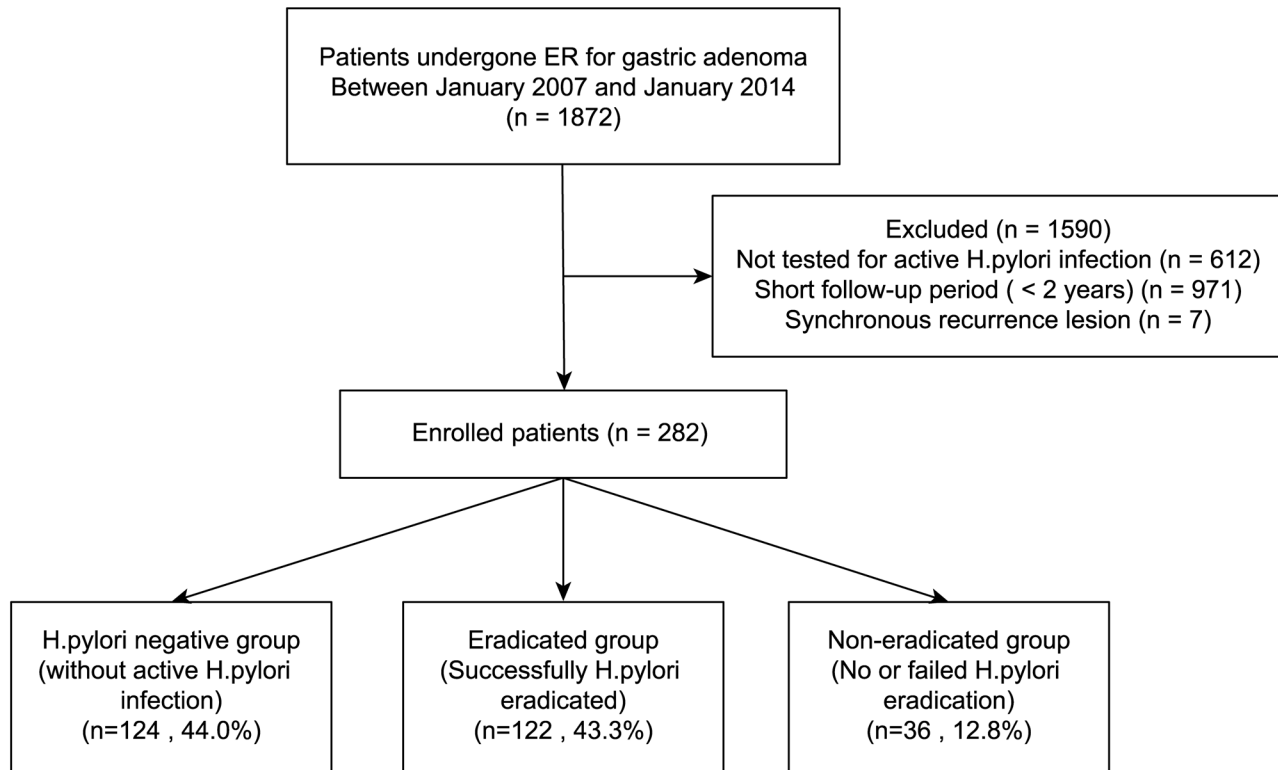 Patients undergone ER for gastric adenoma
Between January 2007 and January 2014
(n = 1872)
Excluded (n = 1590)
Not tested for active H.pylori infection (n = 612)
Short follow-up period ( < 2 years) (n = 971)
Synchronous recurrence lesion (n = 7)
Enrolled patients (n = 282)
H.pylori negative group
(without active H.pylori
infection)
(n=124 , 44.0%)
Eradicated group
(Successfully H.pylori
eradicated)
(n=122 , 43.3%)
Non-eradicated group
(No or failed H.pylori
eradication)
(n=36 , 12.8%)